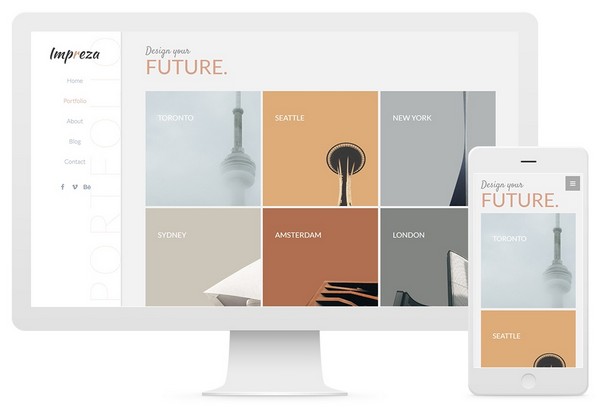 Impreza
Home
Portfolio
About
Blog
Contact
PORTFOLIO
Design your
FUTURE.
TORONTO
SEATTLE
NEW YORK
SYDNEY
AMSTERDAM
LONDON
Design your
FUTURE.
TORONTO
SEATTLE